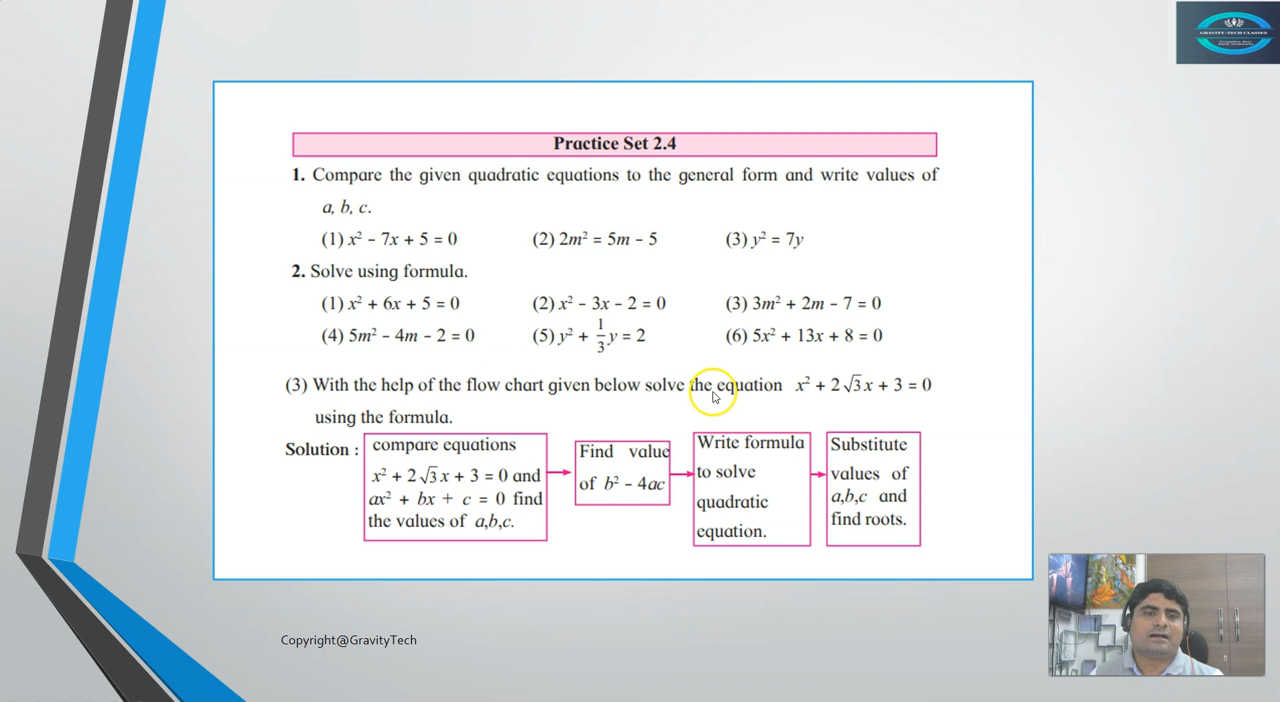 GRAVITY-TECH CLASSES
Practice Set 2.4
1. Compare the given quadratic equations to the general form and write values of
a, b, c.
(1) x² – 7x + 5 = 0 (2) 2m² = 5m – 5 (3) y² = 7y
2. Solve using formula.
(1) x² + 6x + 5 = 0 (2) x² – 3x – 2 = 0 (3) 3m² + 2m – 7 = 0
(4) 5m² – 4m – 2 = 0 (5) y² + 1/3 y = 2 (6) 5x² + 13x + 8 = 0
(3) With the help of the flow chart given below solve the equation x² + 2√3 x + 3 = 0
using the formula.
Solution :
compare equations
x² + 2√3 x + 3 = 0 and
ax² + bx + c = 0 find
the values of a,b,c.
Find value
of b² – 4ac
Write formula
to solve
quadratic
equation.
Substitute
values of
a,b,c and
find roots.
Copyright@GravityTech